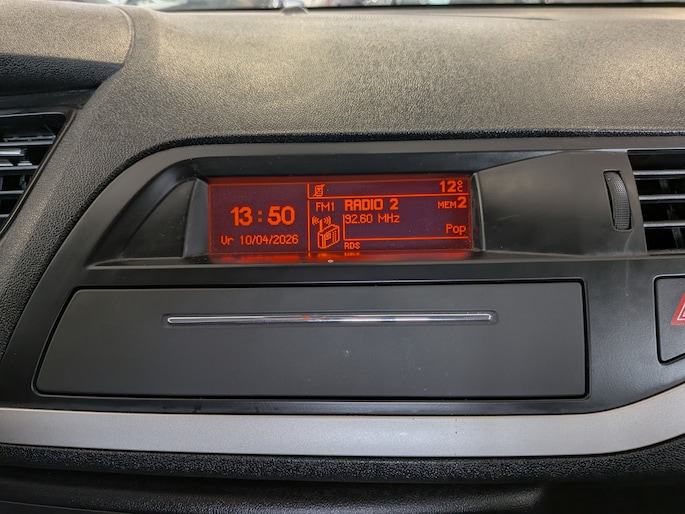 12°C
FM1 RADIO 2 MEM2
13:50 92.60 MHz
Pop
Vr 10/04/2026 RDS